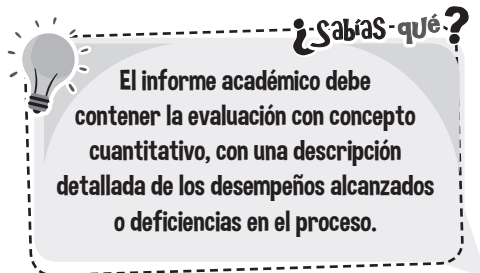 ¿Sabías-qué?
El informe académico debe
contener la evaluación con concepto
cuantitativo, con una descripción
detallada de los desempeños alcanzados
o deficiencias en el proceso.